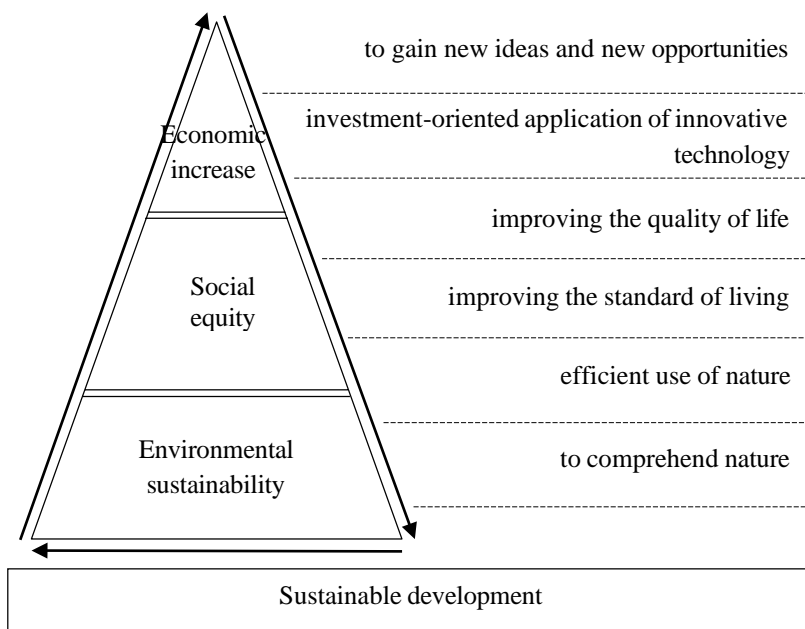 to gain new ideas and new opportunities
investment-oriented application of innovative
technology
Economic
increase
improving the quality of life
Social
equity
improving the standard of living
efficient use of nature
Environmental
sustainability
to comprehend nature
Sustainable development